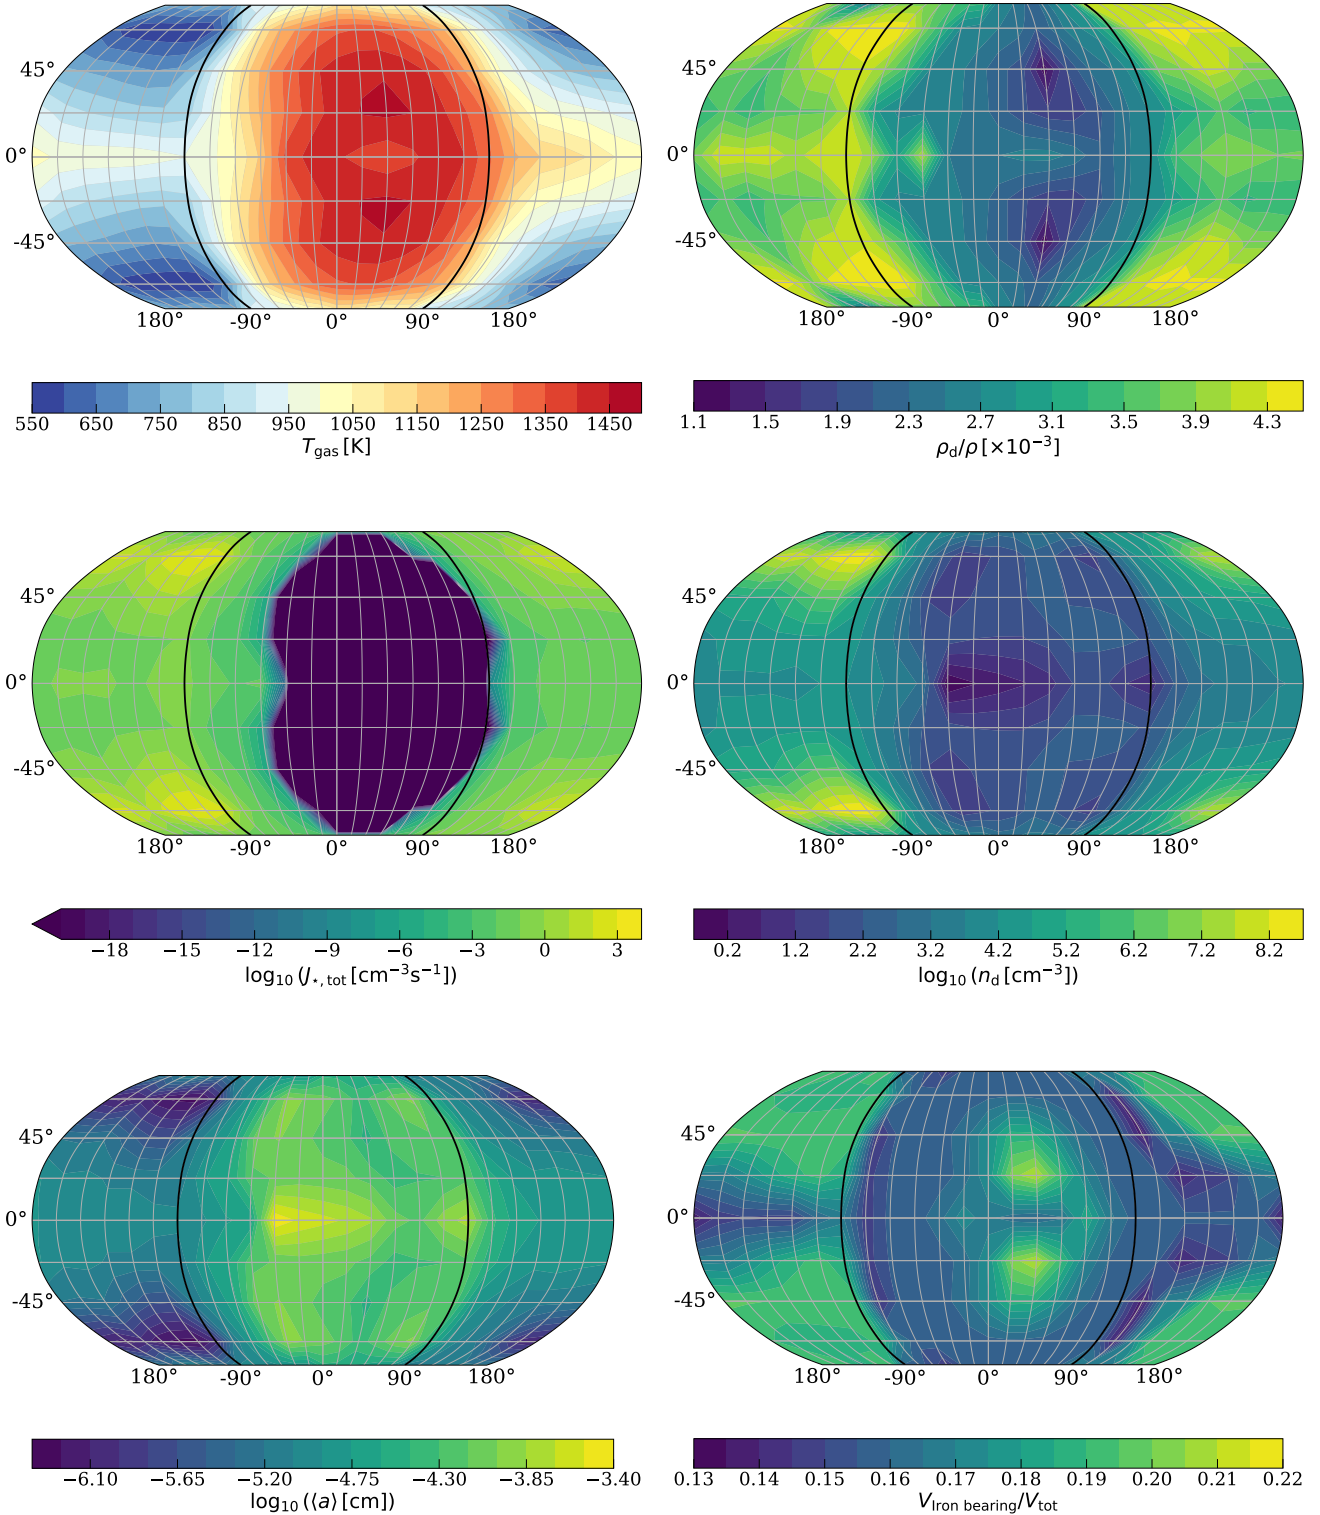 45°
0°
-45°
180° -90° 0° 90° 180°
550 650 750 850 950 1050 1150 1250 1350 1450
T_gas [K]
45°
0°
-45°
180° -90° 0° 90° 180°
1.1 1.5 1.9 2.3 2.7 3.1 3.5 3.9 4.3
ρ_d/ρ [×10⁻³]
45°
0°
-45°
180° -90° 0° 90° 180°
−18 −15 −12 −9 −6 −3 0 3
log₁₀ (J_⋆,tot [cm⁻³s⁻¹])
45°
0°
-45°
180° -90° 0° 90° 180°
0.2 1.2 2.2 3.2 4.2 5.2 6.2 7.2 8.2
log₁₀ (n_d [cm⁻³])
45°
0°
-45°
180° -90° 0° 90° 180°
−6.10 −5.65 −5.20 −4.75 −4.30 −3.85 −3.40
log₁₀ (⟨a⟩ [cm])
45°
0°
-45°
180° -90° 0° 90° 180°
0.13 0.14 0.15 0.16 0.17 0.18 0.19 0.20 0.21 0.22
V_Iron bearing/V_tot